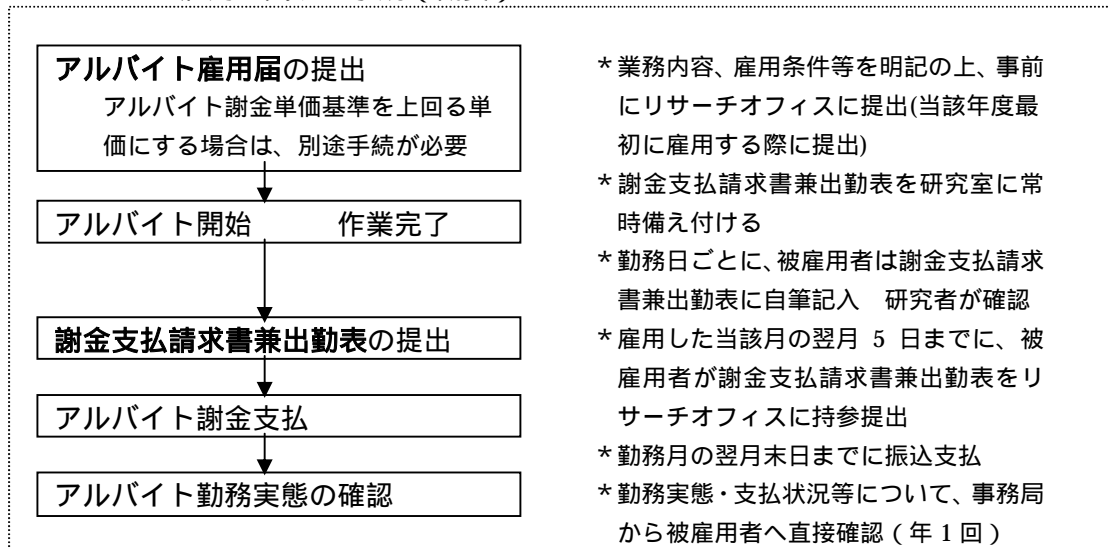 アルバイト雇用届の提出
アルバイト謝金単価基準を上回る単
価にする場合は、別途手続が必要
アルバイト開始　　　作業完了
謝金支払請求書兼出勤表の提出
アルバイト謝金支払
アルバイト勤務実態の確認
＊業務内容、雇用条件等を明記の上、事前
にリサーチオフィスに提出(当該年度最
初に雇用する際に提出)
＊謝金支払請求書兼出勤表を研究室に常
時備え付ける
＊勤務日ごとに、被雇用者は謝金支払請求
書兼出勤表に自筆記入　研究者が確認
＊雇用した当該月の翌月 5 日までに、被
雇用者が謝金支払請求書兼出勤表をリ
サーチオフィスに持参提出
＊勤務月の翌月末日までに振込支払
＊勤務実態・支払状況等について、事務局
から被雇用者へ直接確認（年 1 回）